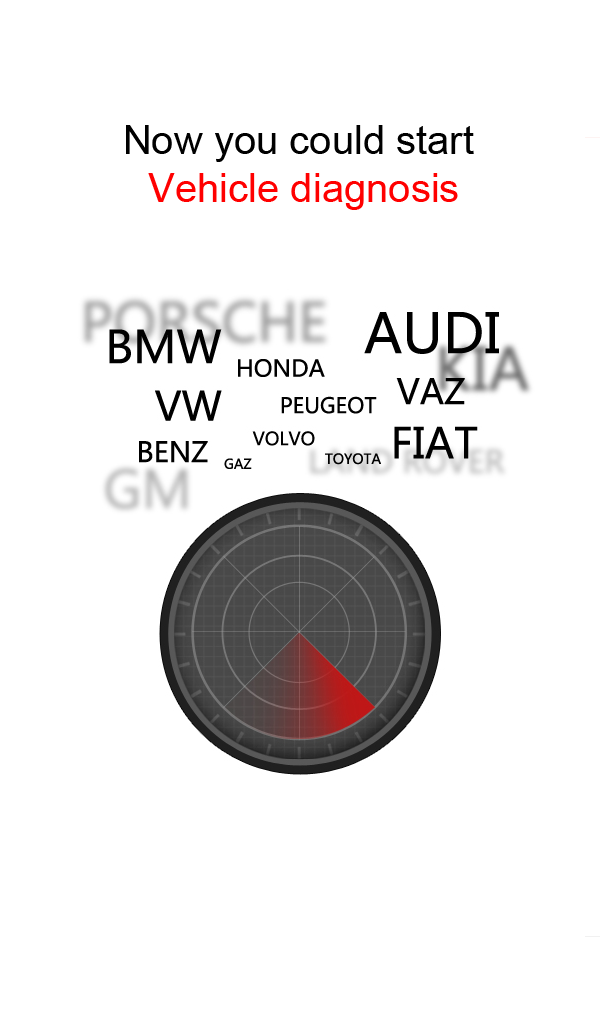 Now you could start
Vehicle diagnosis
PORSCHE
AUDI
BMW
KIA
HONDA
VAZ
VW
PEUGEOT
FIAT
VOLVO
BENZ
GAZ
TOYOTA
LAND ROVER
GM